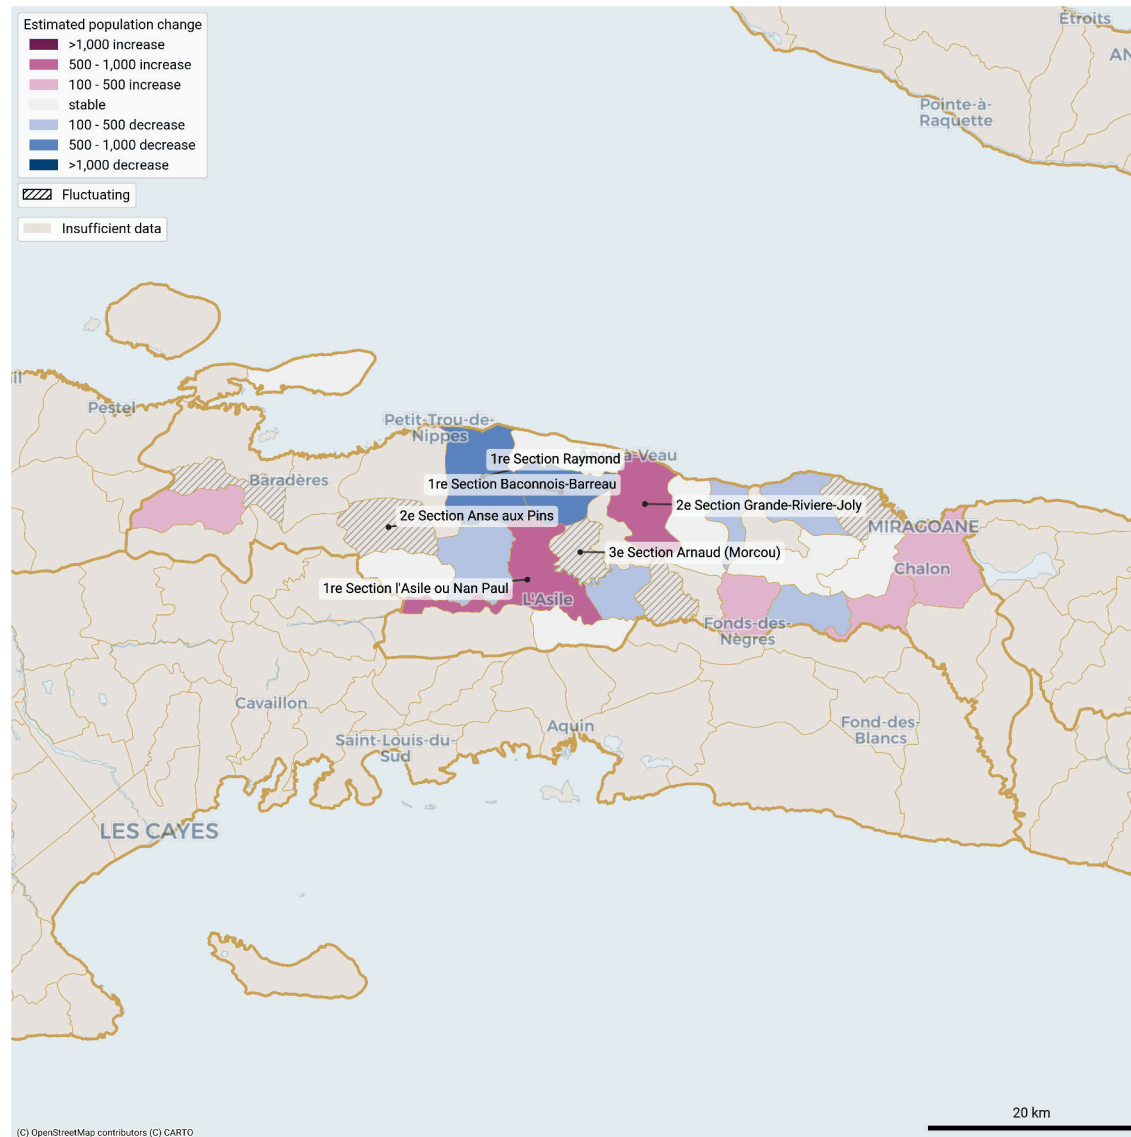 Estimated population change
>1,000 increase
500 - 1,000 increase
100 - 500 increase
stable
100 - 500 decrease
500 - 1,000 decrease
>1,000 decrease
Fluctuating
Insufficient data
Étroits
Pointe-à-
Raquette
Pestel
Petit-Trou-de-
Nippes
Baradères
1re Section Raymond
à-Veau
1re Section Baconnois-Barreau
2e Section Grande-Riviere-Joly
2e Section Anse aux Pins
MIRAGOANE
3e Section Arnaud (Morcou)
Chalon
1re Section l'Asile ou Nan Paul
L'Asile
Fonds-des-
Nègres
Cavaillon
Saint-Louis-du-
Sud
Aquin
Fond-des-
Blancs
LES CAYES
20 km
(C) OpenStreetMap contributors (C) CARTO